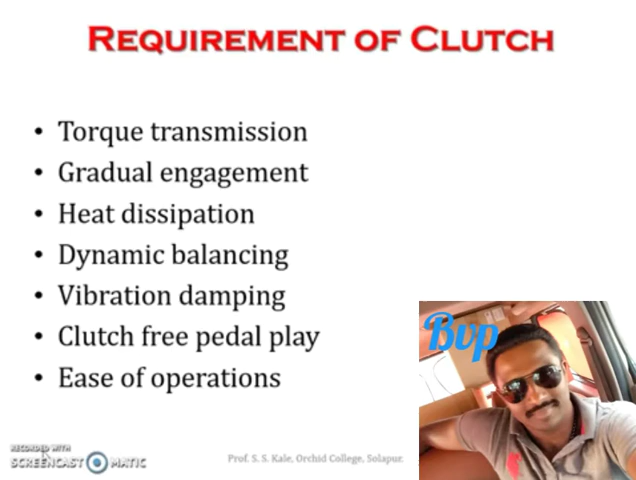 REQUIREMENT OF CLUTCH
• Torque transmission
• Gradual engagement
• Heat dissipation
• Dynamic balancing
• Vibration damping
• Clutch free pedal play
• Ease of operations
Bvp
RECORDED WITH
SCREENCAST MATIC
Prof. S. S. Kale, Orchid College, Solapur.